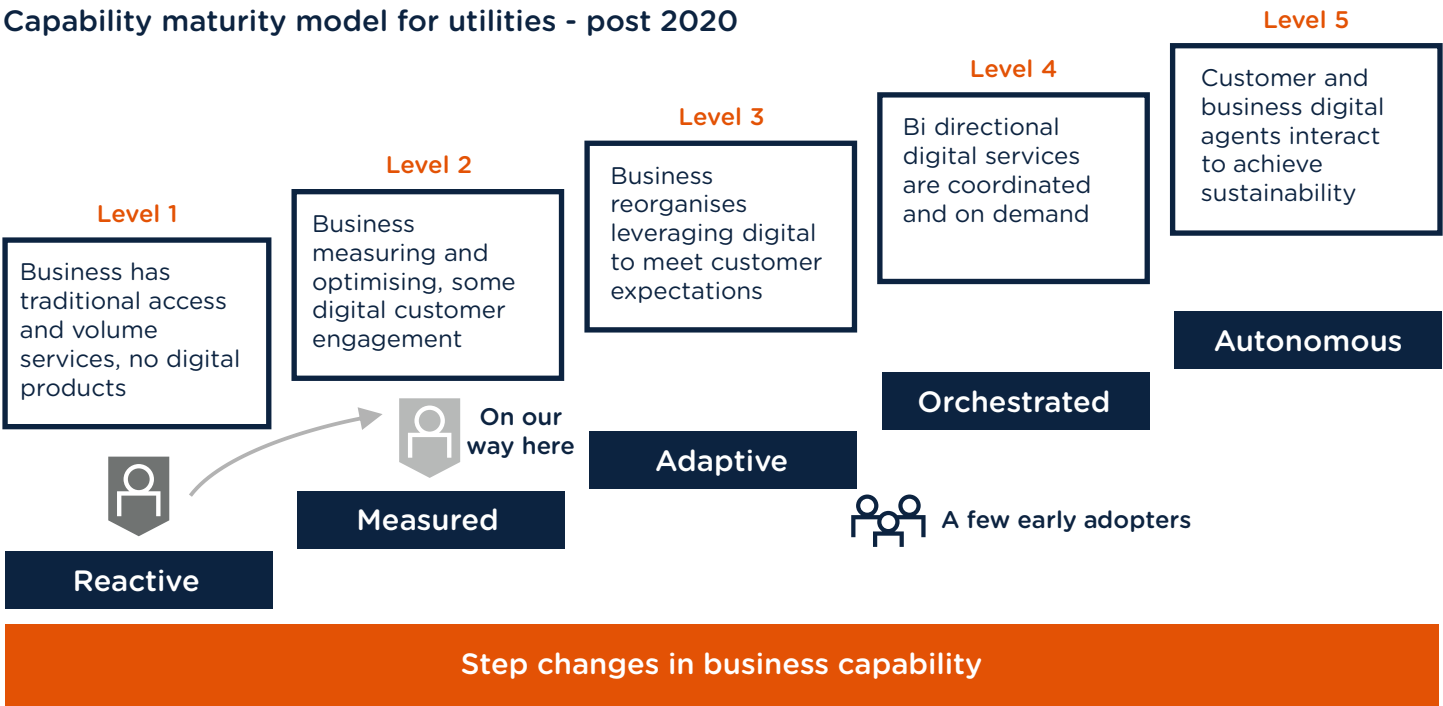 Capability maturity model for utilities - post 2020
Level 1
Business has
traditional access
and volume
services, no digital
products
Reactive
Level 2
Business
measuring and
optimising, some
digital customer
engagement
On our
way here
Measured
Level 3
Business
reorganises
leveraging digital
to meet customer
expectations
Adaptive
Level 4
Bi directional
digital services
are coordinated
and on demand
Orchestrated
A few early adopters
Level 5
Customer and
business digital
agents interact
to achieve
sustainability
Autonomous
Step changes in business capability